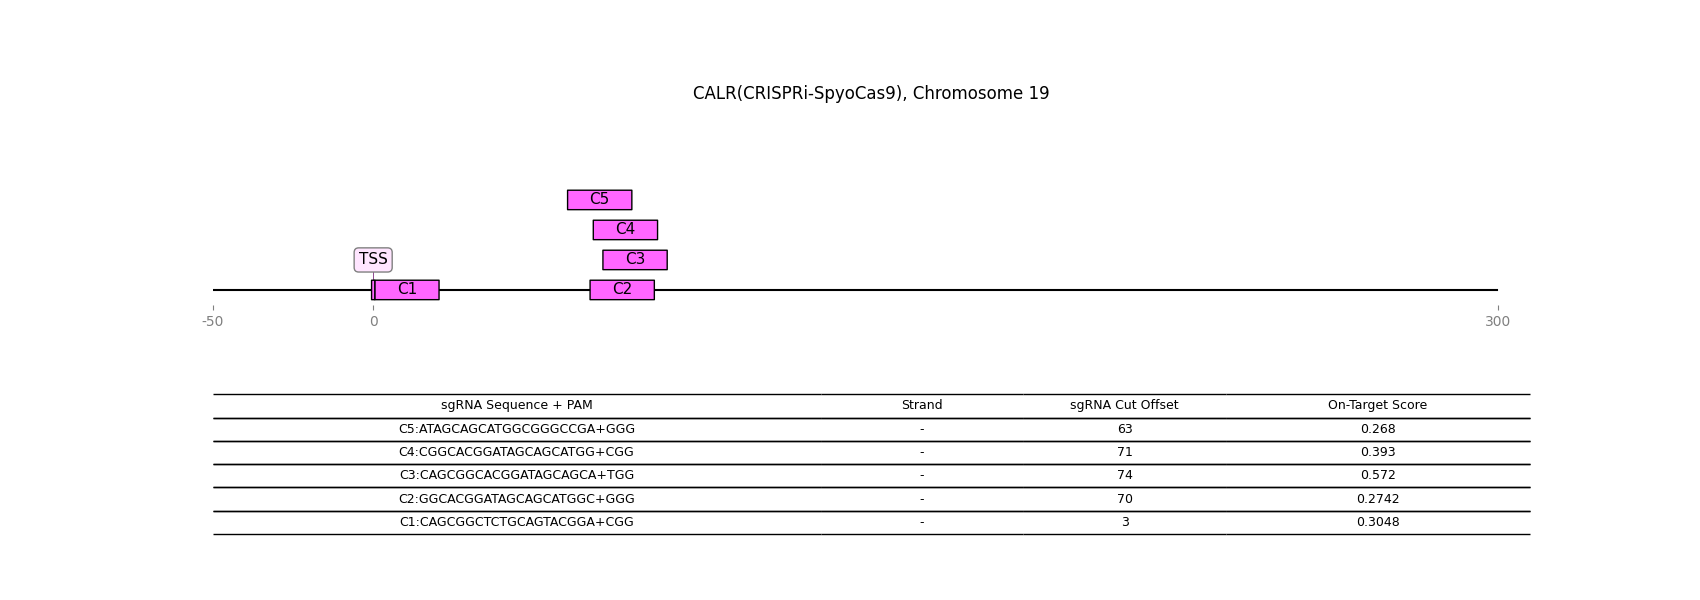 CALR(CRISPRi-SpyoCas9), Chromosome 19
C5
C4
TSS
C3
C1
C2
-50
0
300
sgRNA Sequence + PAM Strand sgRNA Cut Offset On-Target Score
C5:ATAGCAGCATGGCGGGCCGA+GGG - 63 0.268
C4:CGGCACGGATAGCAGCATGG+CGG - 71 0.393
C3:CAGCGGCACGGATAGCAGCA+TGG - 74 0.572
C2:GGCACGGATAGCAGCATGGC+GGG - 70 0.2742
C1:CAGCGGCTCTGCAGTACGGA+CGG - 3 0.3048